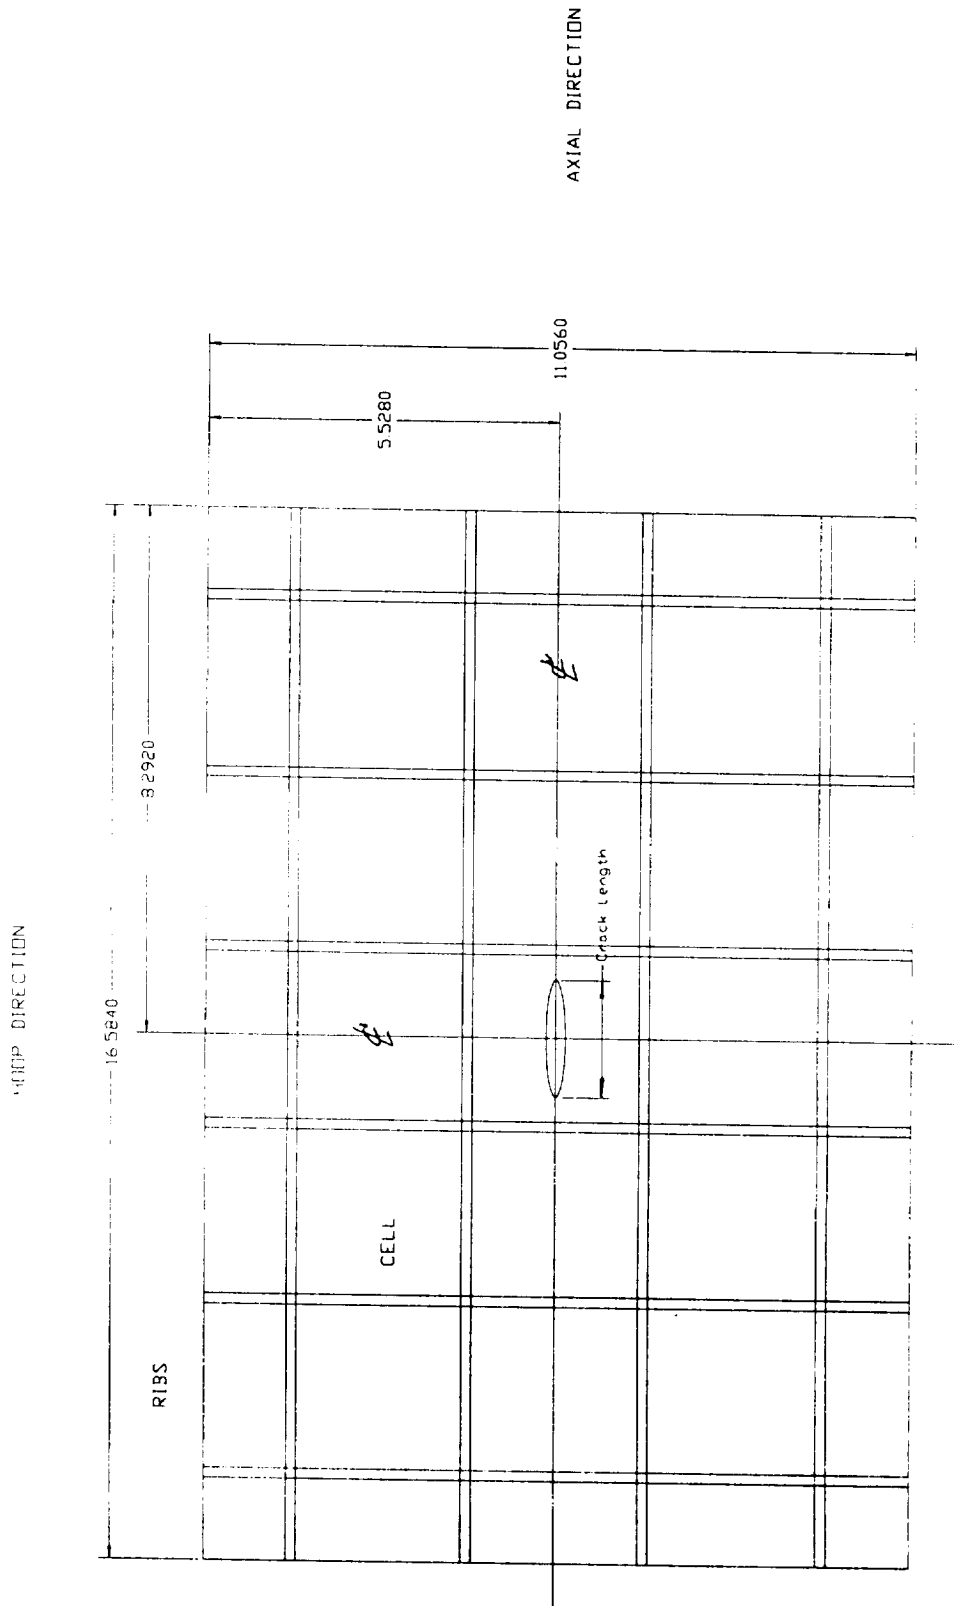 AXIAL DIRECTION
HOOP DIRECTION
11.0560
5.5280
8.2920
16.5840
Crack Length
CELL
RIBS